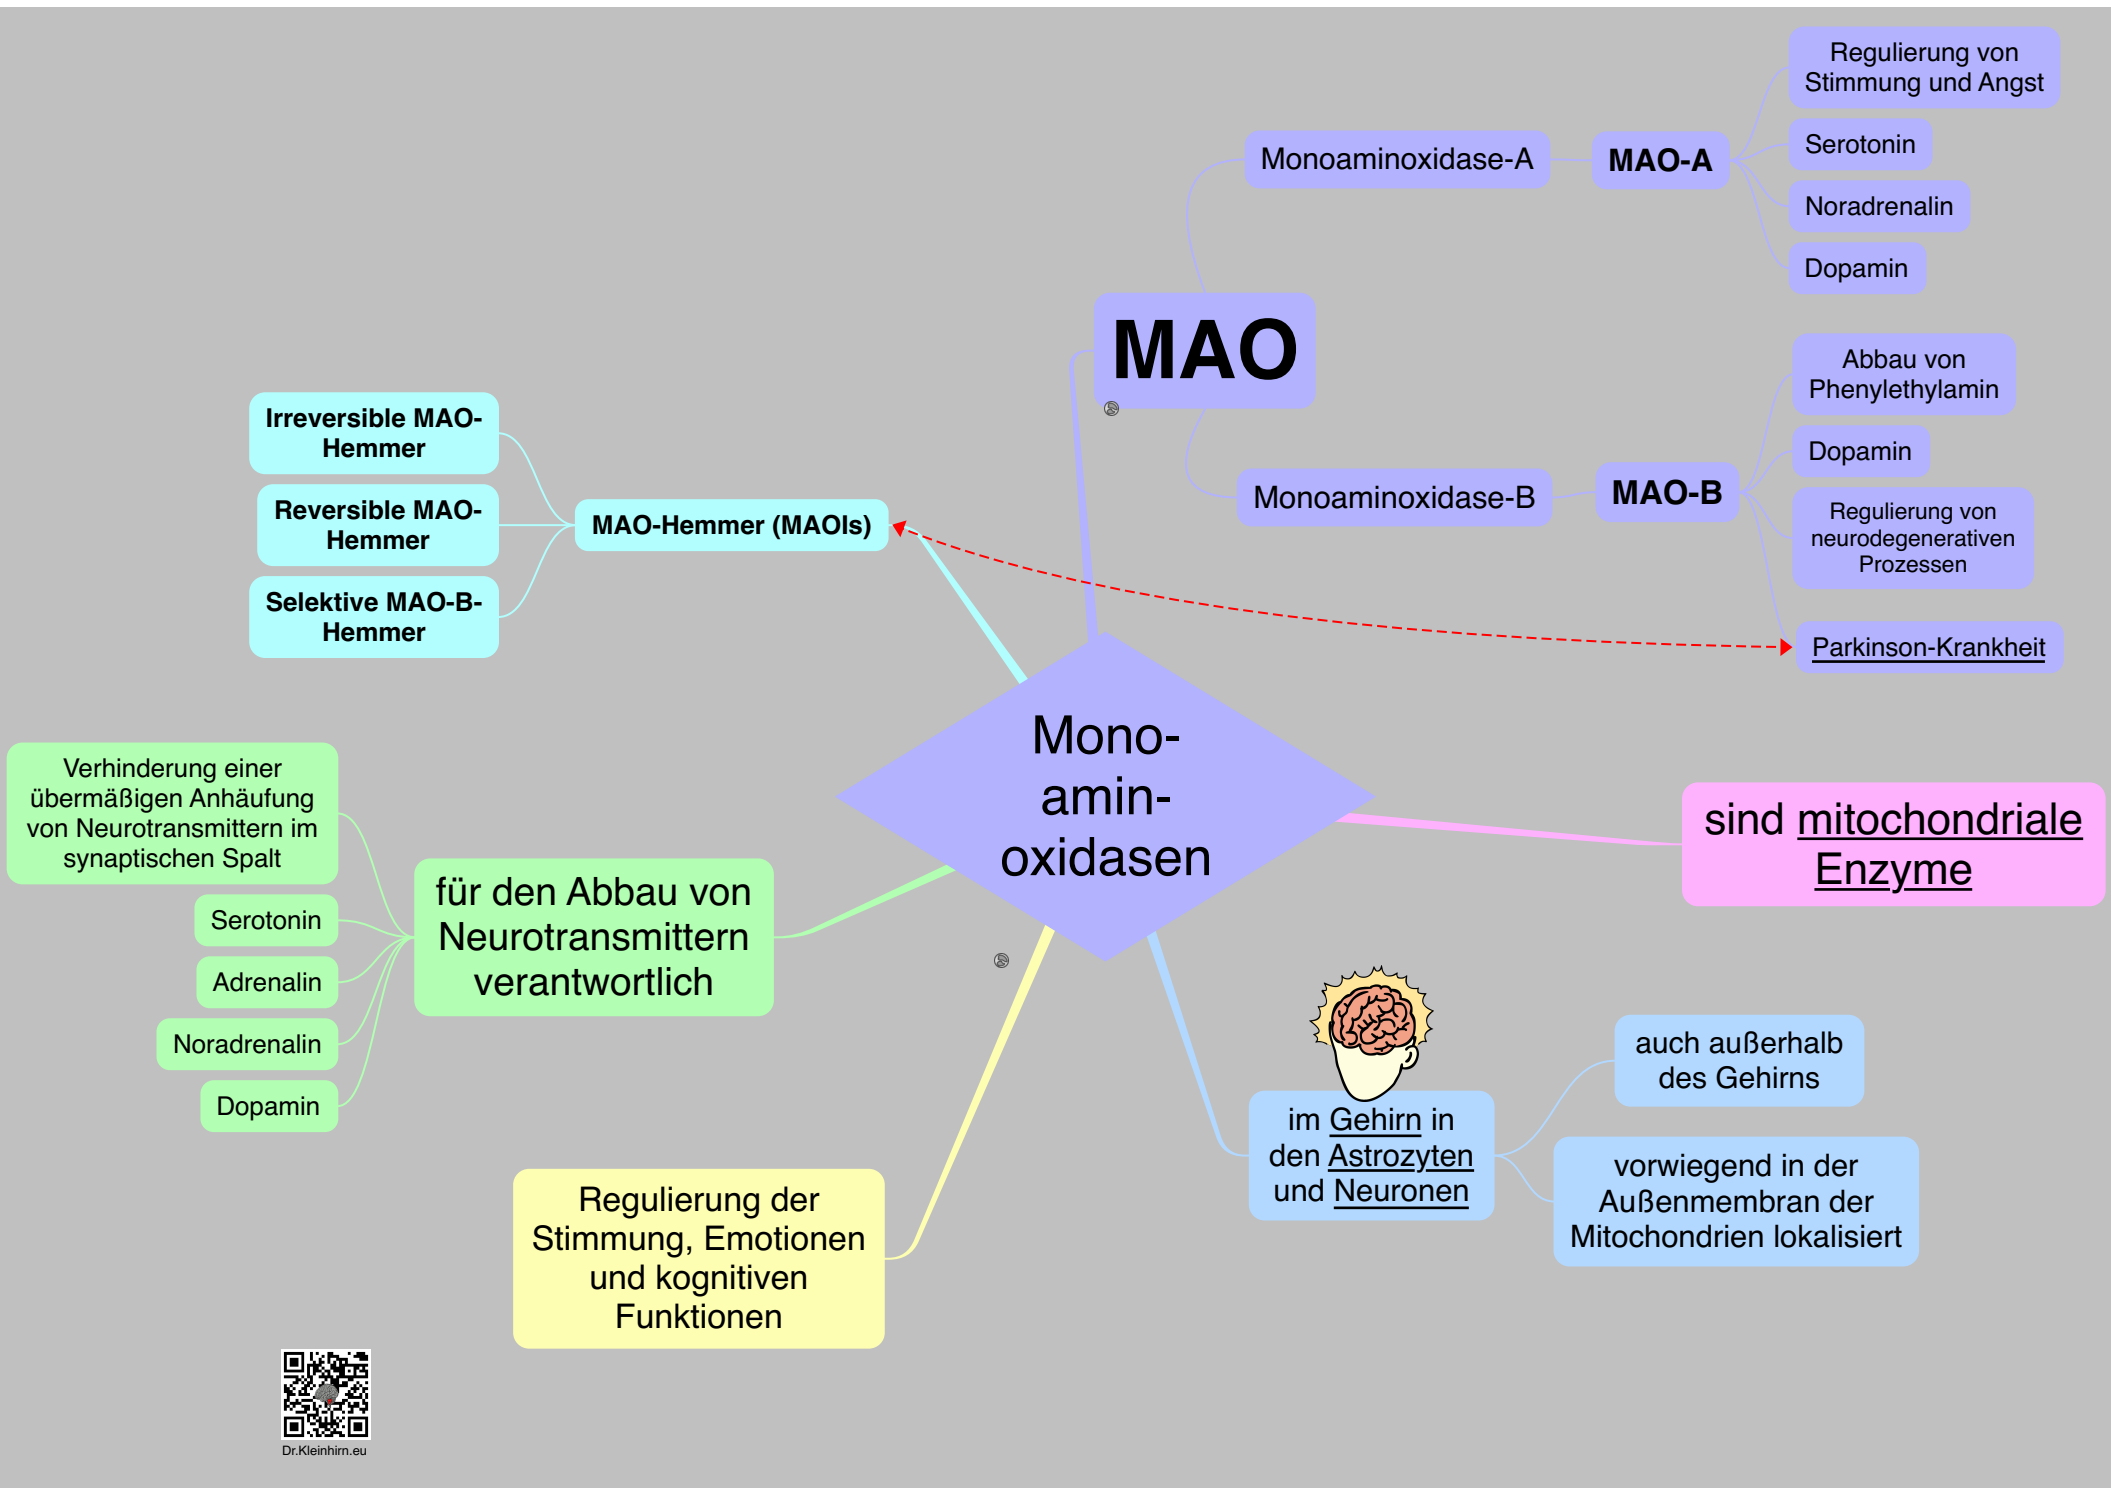 Regulierung von
Stimmung und Angst
Serotonin
Noradrenalin
Dopamin
Monoaminoxidase-A
MAO-A
MAO
Monoaminoxidase-B
MAO-B
Abbau von
Phenylethylamin
Dopamin
Regulierung von
neurodegenerativen
Prozessen
Parkinson-Krankheit
Irreversible MAO-
Hemmer
Reversible MAO-
Hemmer
Selektive MAO-B-
Hemmer
MAO-Hemmer (MAOIs)
Mono-
amin-
oxidasen
sind mitochondriale
Enzyme
Verhinderung einer
übermäßigen Anhäufung
von Neurotransmittern im
synaptischen Spalt
Serotonin
Adrenalin
Noradrenalin
Dopamin
für den Abbau von
Neurotransmittern
verantwortlich
im Gehirn in
den Astrozyten
und Neuronen
auch außerhalb
des Gehirns
vorwiegend in der
Außenmembran der
Mitochondrien lokalisiert
Regulierung der
Stimmung, Emotionen
und kognitiven
Funktionen
Dr.Kleinhirn.eu